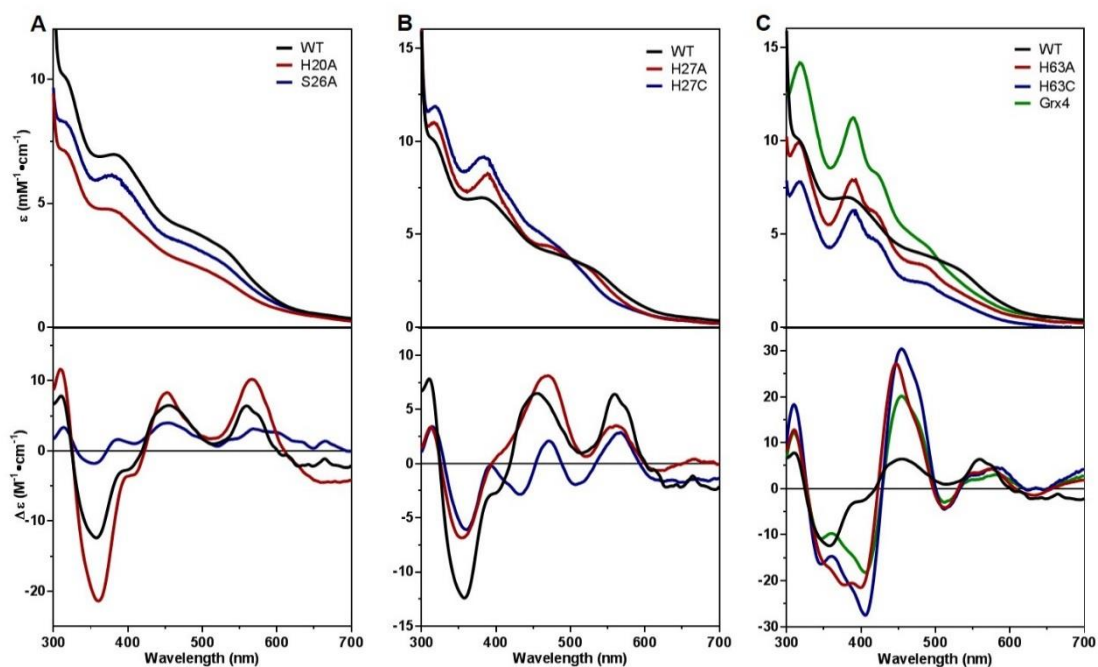 A
WT
H20A
S26A
10
5
0
ε (mM⁻¹•cm⁻¹)
10
0
-10
-20
Δε (M⁻¹•cm⁻¹)
300 400 500 600 700
Wavelength (nm)
B
WT
H27A
H27C
15
10
5
0
10
5
0
-5
-10
-15
300 400 500 600 700
Wavelength (nm)
C
WT
H63A
H63C
Grx4
15
10
5
0
30
20
10
0
-10
-20
-30
300 400 500 600 700
Wavelength (nm)